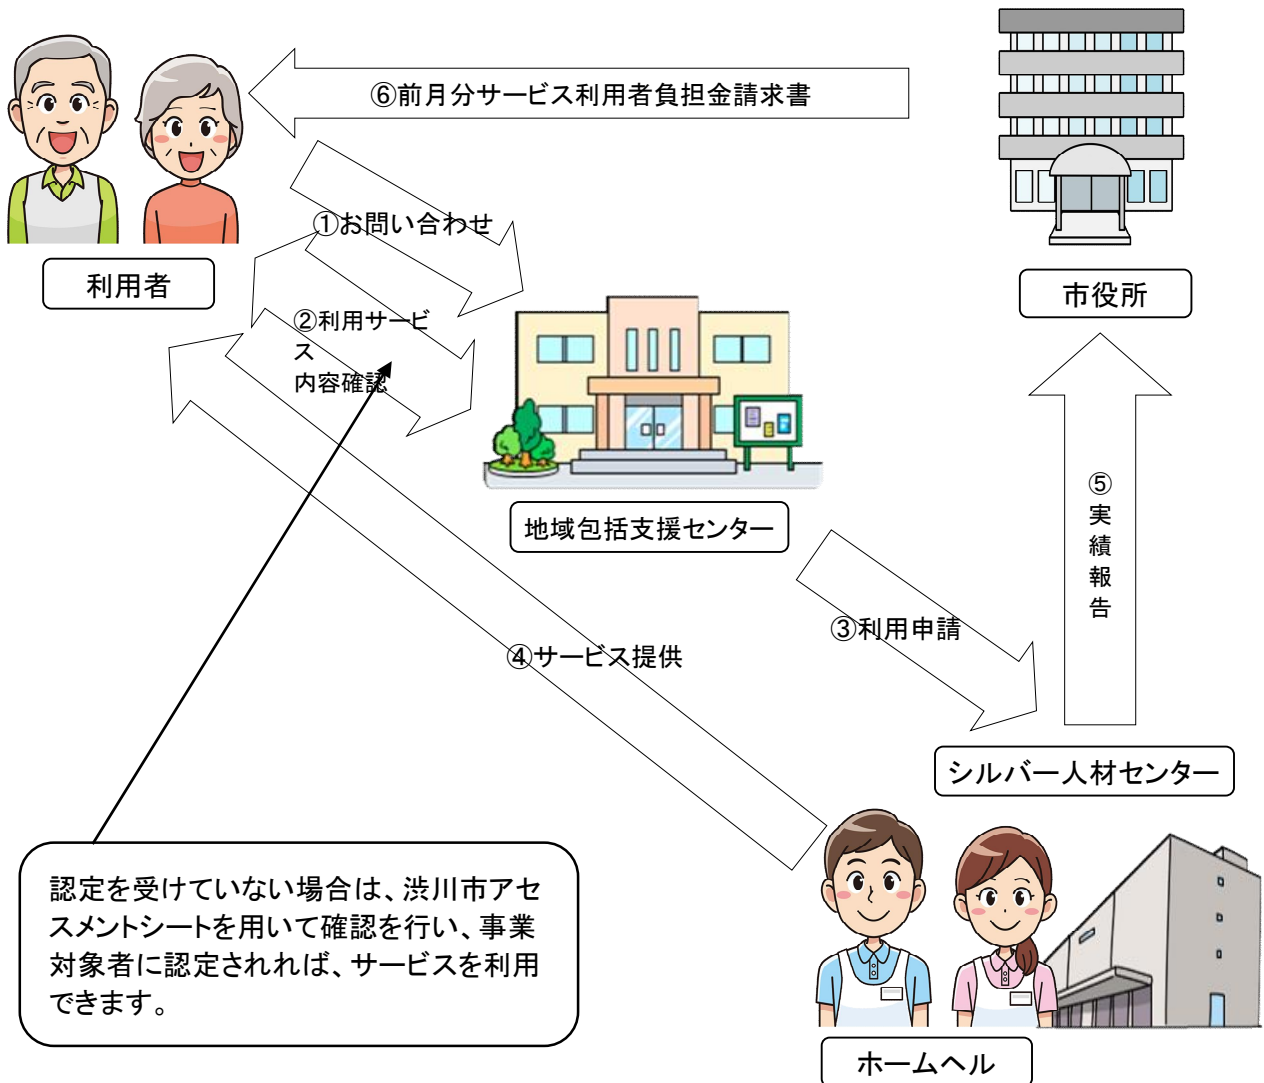 ⑥前月分サービス利用者負担金請求書
①お問い合わせ
利用者
市役所
②利用サービ
ス
内容確認
地域包括支援センター
⑤
実
績
報
告
③利用申請
④サービス提供
シルバー人材センター
認定を受けていない場合は、渋川市アセ
スメントシートを用いて確認を行い、事業
対象者に認定されれば、サービスを利用
できます。
ホームヘル